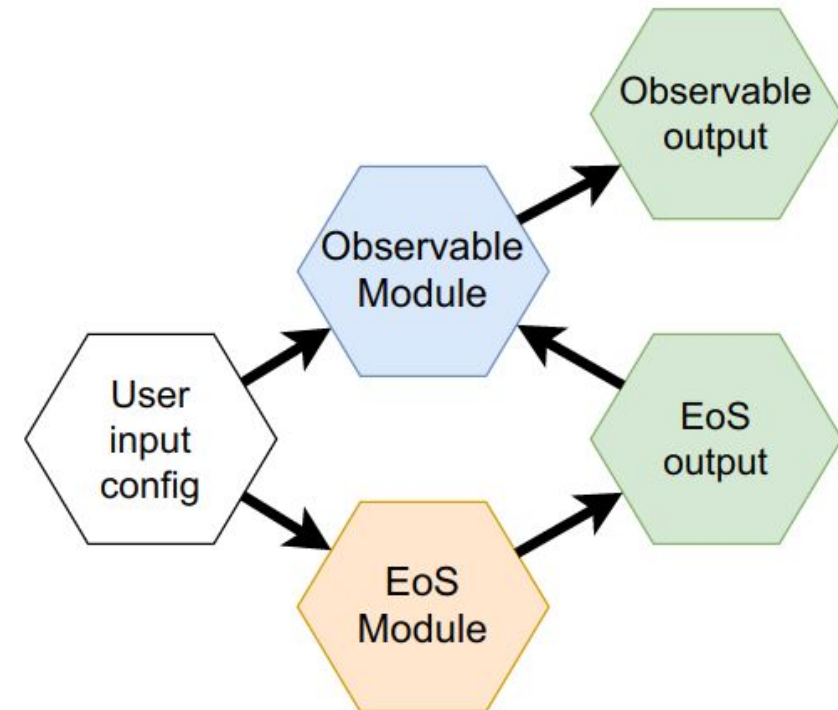 Observable
output
Observable
Module
User
input
config
EoS
output
EoS
Module